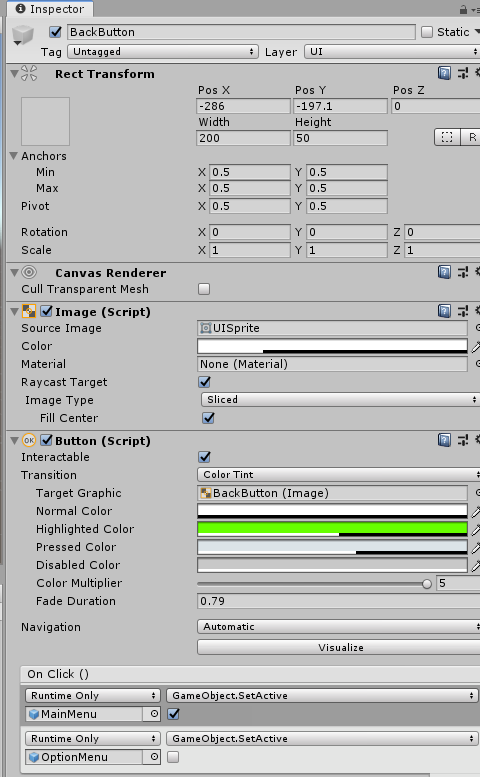 Inspector
BackButton
Static
Tag Untagged Layer UI
Rect Transform
Pos X Pos Y Pos Z
-286 -197.1 0
Width Height
200 50
R
Anchors
Min X 0.5 Y 0.5
Max X 0.5 Y 0.5
Pivot X 0.5 Y 0.5
Rotation X 0 Y 0 Z 0
Scale X 1 Y 1 Z 1
Canvas Renderer
Cull Transparent Mesh
Image (Script)
Source Image UISprite
Color
Material None (Material)
Raycast Target
Image Type Sliced
Fill Center
OK Button (Script)
Interactable
Transition Color Tint
Target Graphic BackButton (Image)
Normal Color
Highlighted Color
Pressed Color
Disabled Color
Color Multiplier 5
Fade Duration 0.79
Navigation Automatic
Visualize
On Click ()
Runtime Only GameObject.SetActive
MainMenu
Runtime Only GameObject.SetActive
OptionMenu